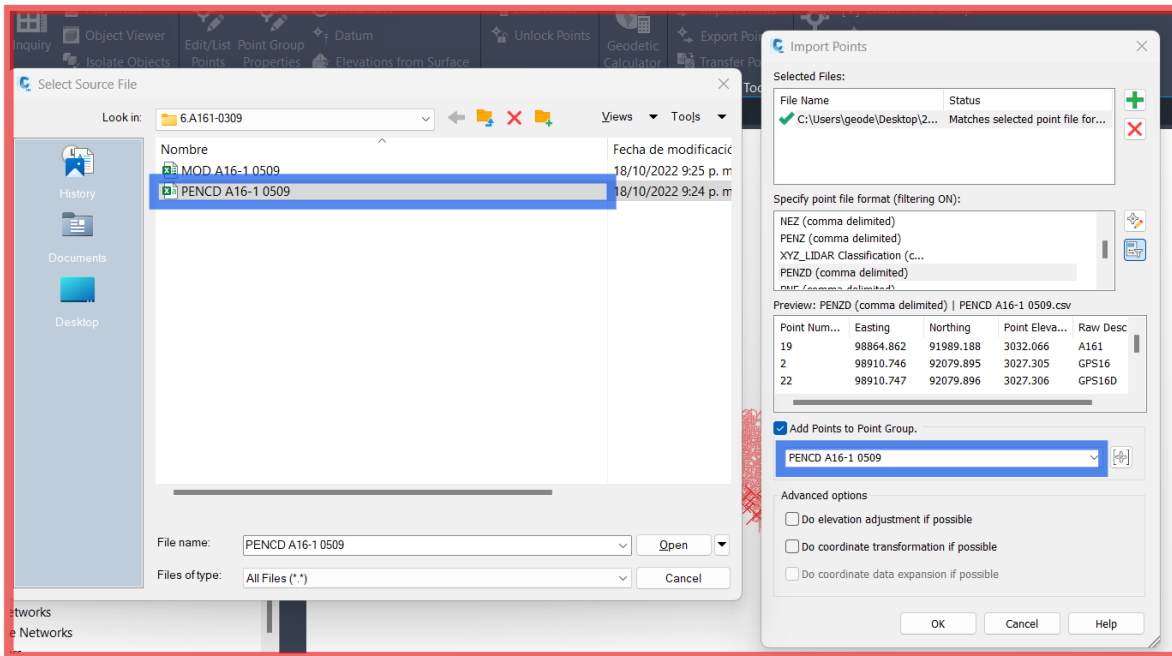 Inquiry
Object Viewer
Isolate Objects
Edit/List Points
Point Group Properties
Datum
Elevations from Surface
Unlock Points
Geodetic Calculator
Export Poi
Transfer Po
Too
Select Source File
Look in:
6.A161-0309
Views
Tools
History
Documents
Desktop
Nombre
Fecha de modificació
MOD A16-1 0509
18/10/2022 9:25 p. m
PENCD A16-1 0509
18/10/2022 9:24 p. m
File name:
PENCD A16-1 0509
Open
Files of type:
All Files (*.*)
Cancel
etworks
e Networks
Import Points
Selected Files:
File Name
Status
C:\Users\geode\Desktop\2...
Matches selected point file for...
Specify point file format (filtering ON):
NEZ (comma delimited)
PENZ (comma delimited)
XYZ_LIDAR Classification (c...
PENZD (comma delimited)
PNE (comma delimited)
Preview: PENZD (comma delimited) | PENCD A16-1 0509.csv
Point Num... Easting Northing Point Eleva... Raw Desc
19 98864.862 91989.188 3032.066 A161
2 98910.746 92079.895 3027.305 GPS16
22 98910.747 92079.896 3027.306 GPS16D
Add Points to Point Group.
PENCD A16-1 0509
Advanced options
Do elevation adjustment if possible
Do coordinate transformation if possible
Do coordinate data expansion if possible
OK
Cancel
Help